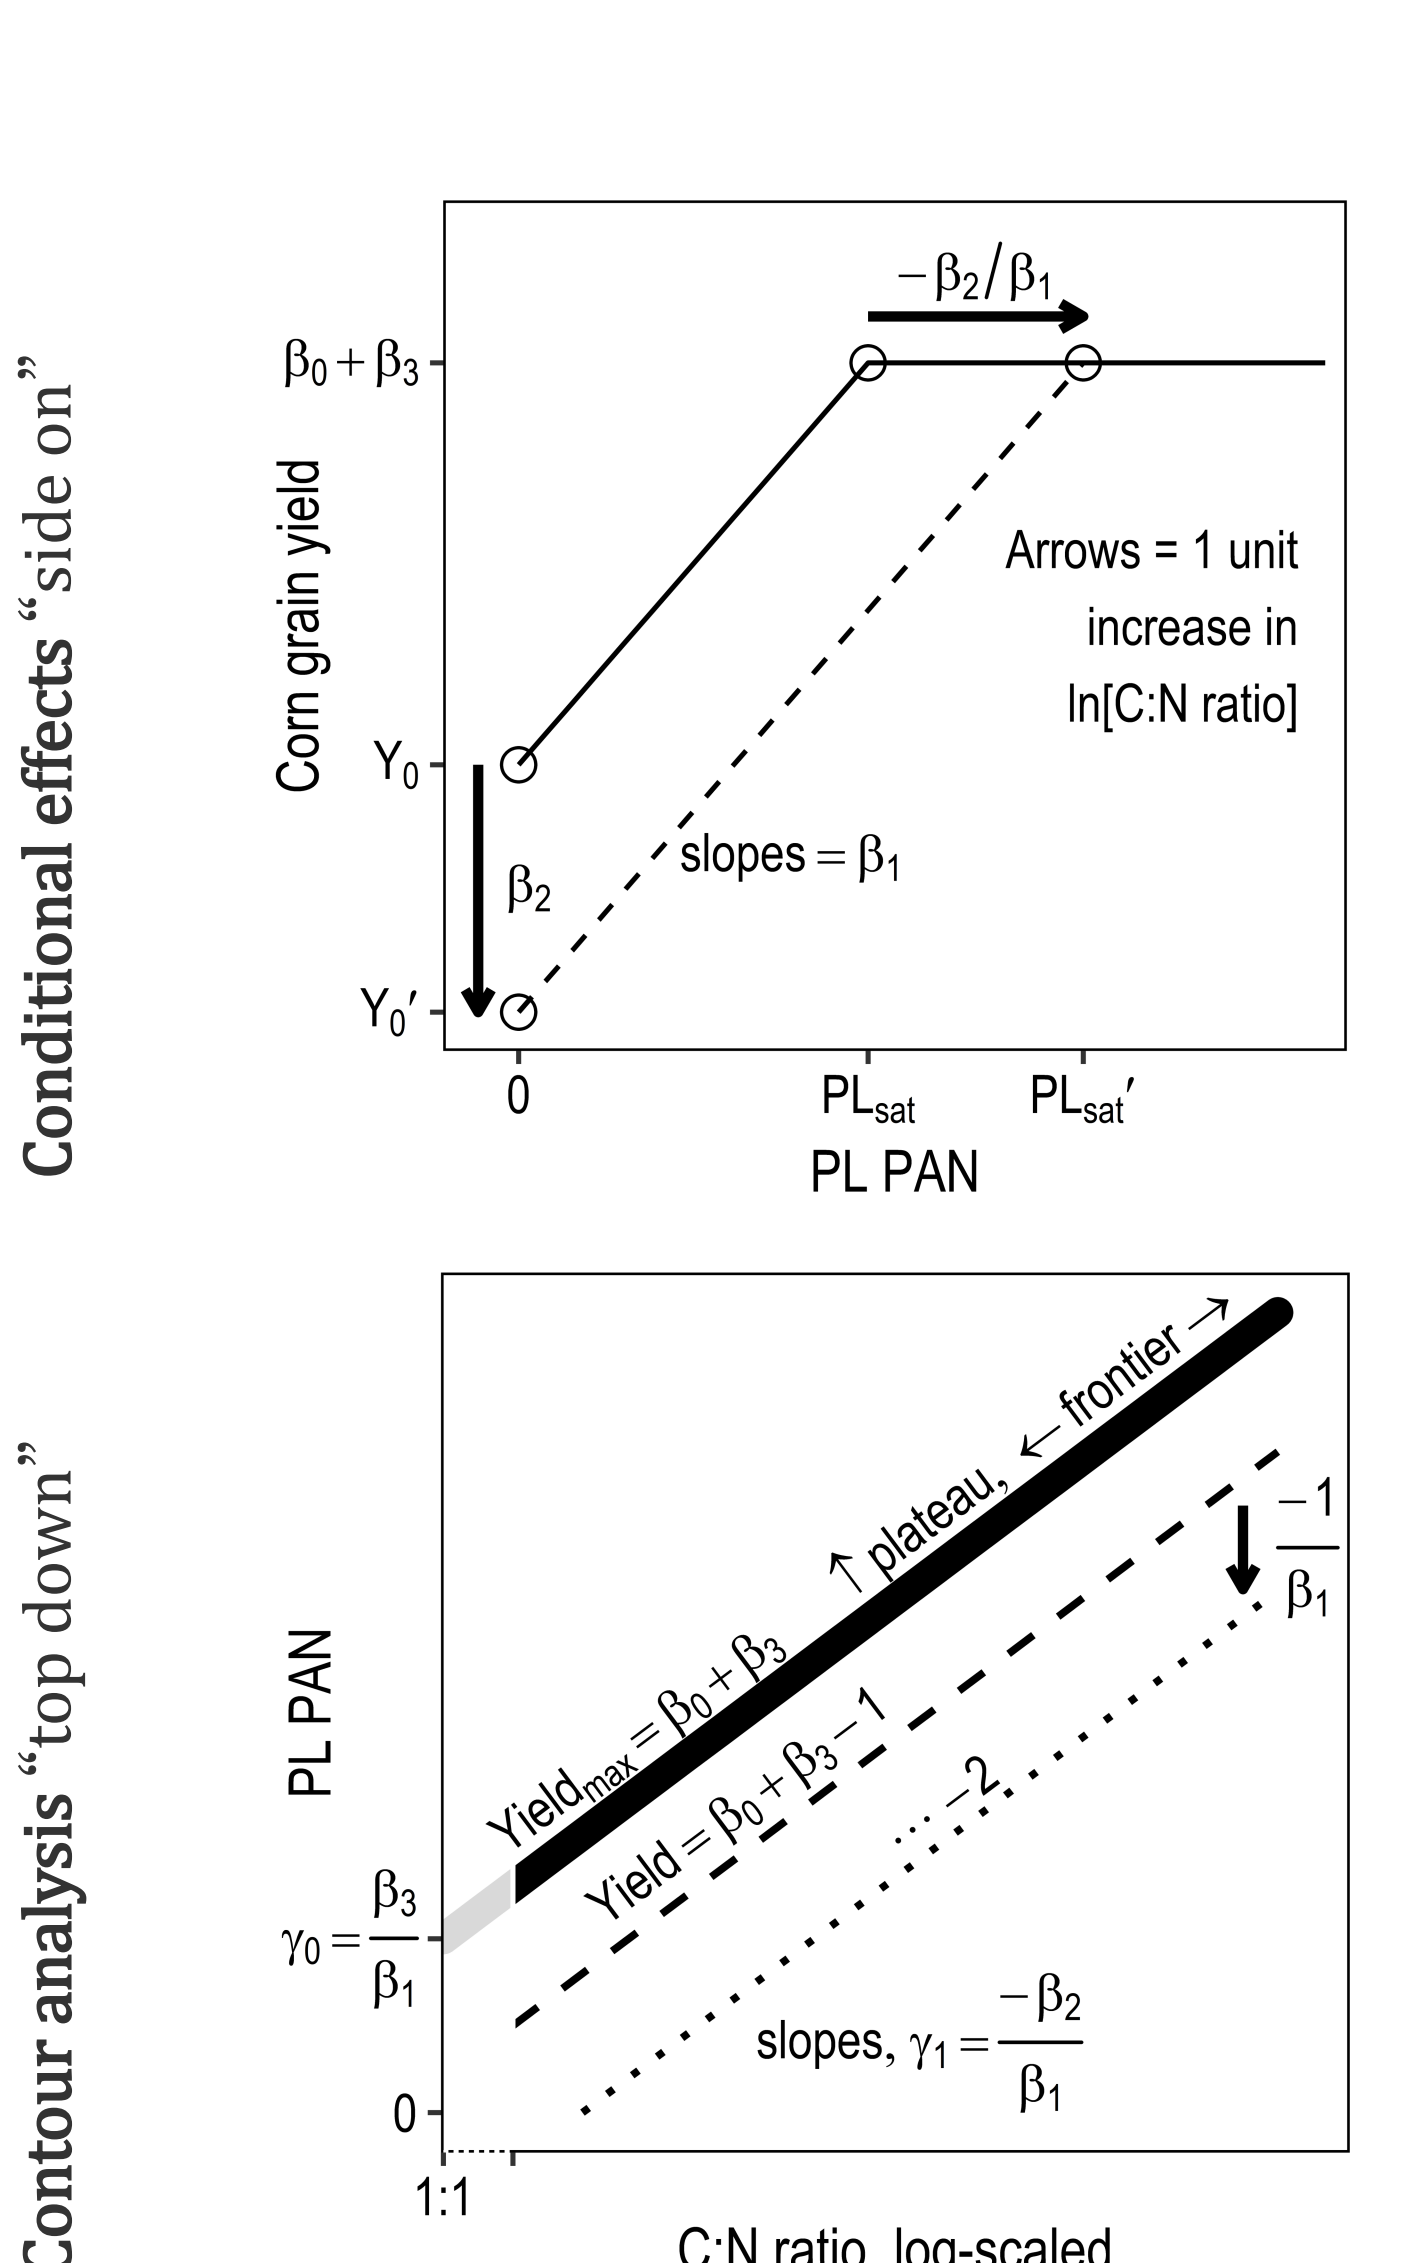 Conditional effects “side on”
−β₂/β₁
β₀ + β₃
Corn grain yield
Arrows = 1 unit
increase in
ln[C:N ratio]
Y₀
slopes = β₁
β₂
Y₀′
0
PLsat
PLsat′
PL PAN
Contour analysis “top down”
↑ plateau, ← frontier →
−1
β₁
PL PAN
Yieldmax = β₀ + β₃
Yield = β₀ + β₃ − 1
… −2
γ₀ = β₃
β₁
slopes, γ₁ = −β₂
β₁
0
1:1
C:N ratio, log-scaled